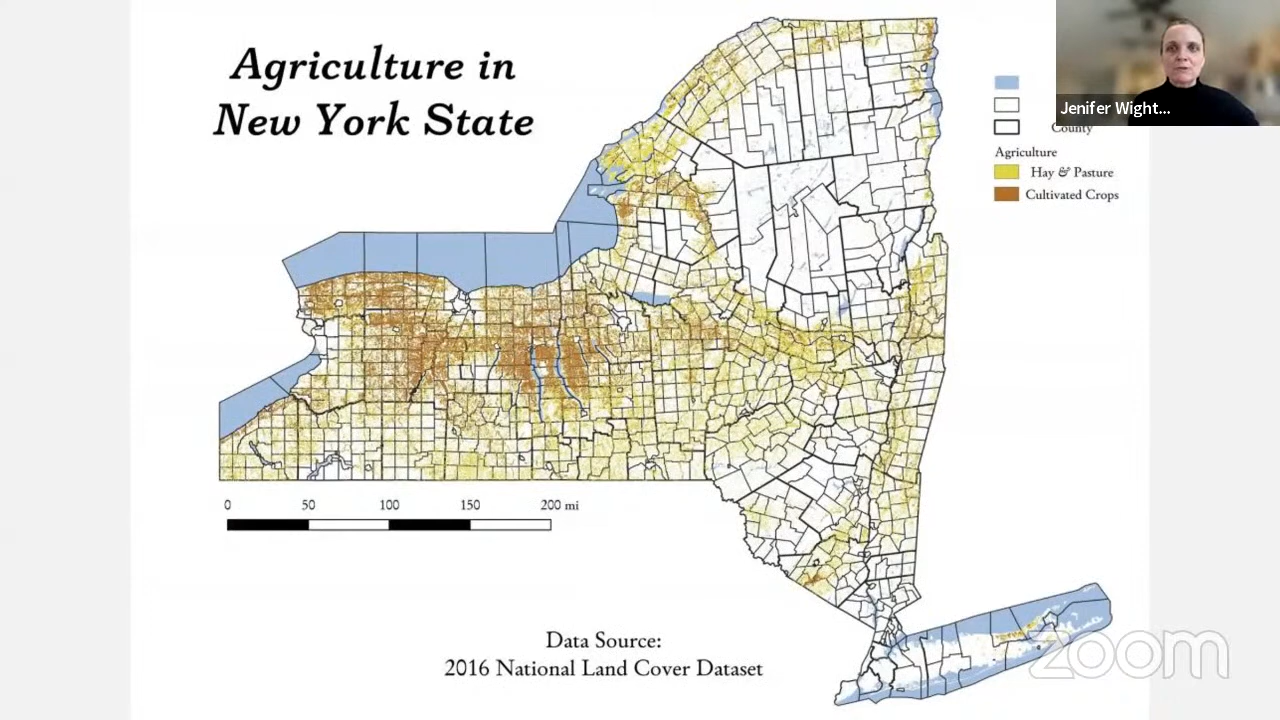 Agriculture in
New York State
Jenifer Wight...
County
Agriculture
Hay & Pasture
Cultivated Crops
0 50 100 150 200 mi
Data Source:
2016 National Land Cover Dataset
zoom